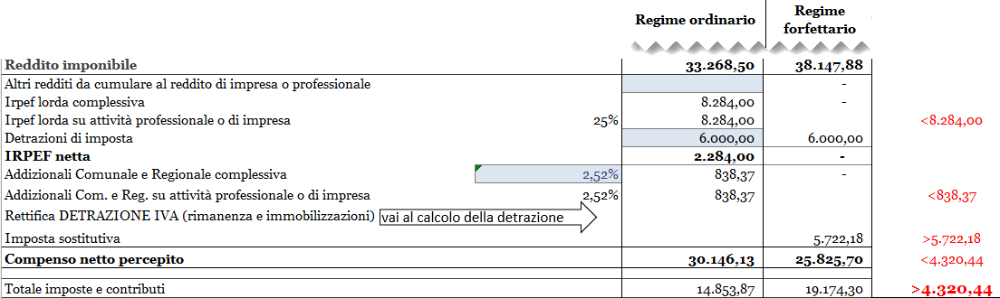 Regime ordinario Regime forfettario
Reddito imponibile 33.268,50 38.147,88
Altri redditi da cumulare al reddito di impresa o professionale -
Irpef lorda complessiva 8.284,00 -
Irpef lorda su attività professionale o di impresa 25% 8.284,00 <8.284,00
Detrazioni di imposta 6.000,00 6.000,00
IRPEF netta 2.284,00 -
Addizionali Comunale e Regionale complessiva 2,52% 838,37 -
Addizionali Com. e Reg. su attività professionale o di impresa 2,52% 838,37 <838,37
Rettifica DETRAZIONE IVA (rimanenza e immobilizzazioni) vai al calcolo della detrazione
Imposta sostitutiva 5.722,18 >5.722,18
Compenso netto percepito 30.146,13 25.825,70 <4.320,44
Totale imposte e contributi 14.853,87 19.174,30 >4.320,44